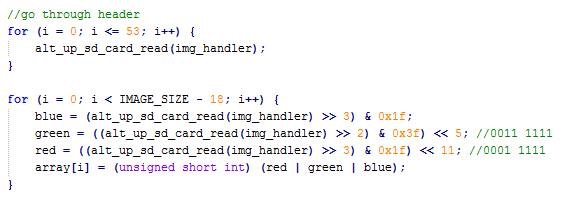 //go through header
for (i = 0; i <= 53; i++) {
    alt_up_sd_card_read(img_handler);
}

for (i = 0; i < IMAGE_SIZE - 18; i++) {
    blue = (alt_up_sd_card_read(img_handler) >> 3) & 0x1f;
    green = ((alt_up_sd_card_read(img_handler) >> 2) & 0x3f) << 5; //0011 1111
    red = ((alt_up_sd_card_read(img_handler) >> 3) & 0x1f) << 11; //0001 1111
    array[i] = (unsigned short int) (red | green | blue);
}